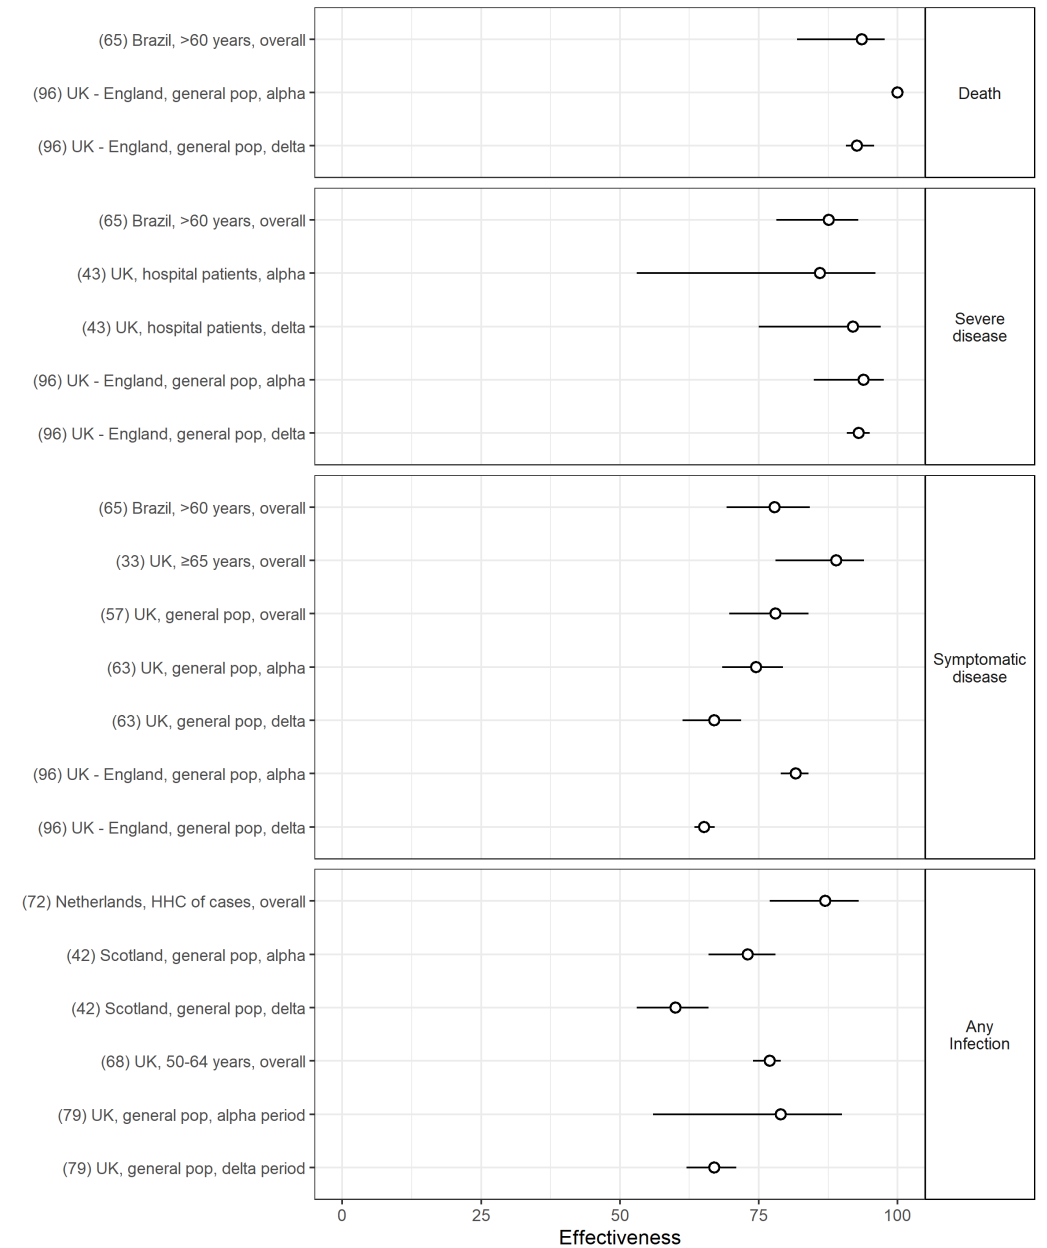 (65) Brazil, >60 years, overall
(96) UK - England, general pop, alpha
(96) UK - England, general pop, delta
Death
(65) Brazil, >60 years, overall
(43) UK, hospital patients, alpha
(43) UK, hospital patients, delta
(96) UK - England, general pop, alpha
(96) UK - England, general pop, delta
Severe
disease
(65) Brazil, >60 years, overall
(33) UK, ≥65 years, overall
(57) UK, general pop, overall
(63) UK, general pop, alpha
(63) UK, general pop, delta
(96) UK - England, general pop, alpha
(96) UK - England, general pop, delta
Symptomatic
disease
(72) Netherlands, HHC of cases, overall
(42) Scotland, general pop, alpha
(42) Scotland, general pop, delta
(68) UK, 50-64 years, overall
(79) UK, general pop, alpha period
(79) UK, general pop, delta period
Any
Infection
0 25 50 75 100
Effectiveness